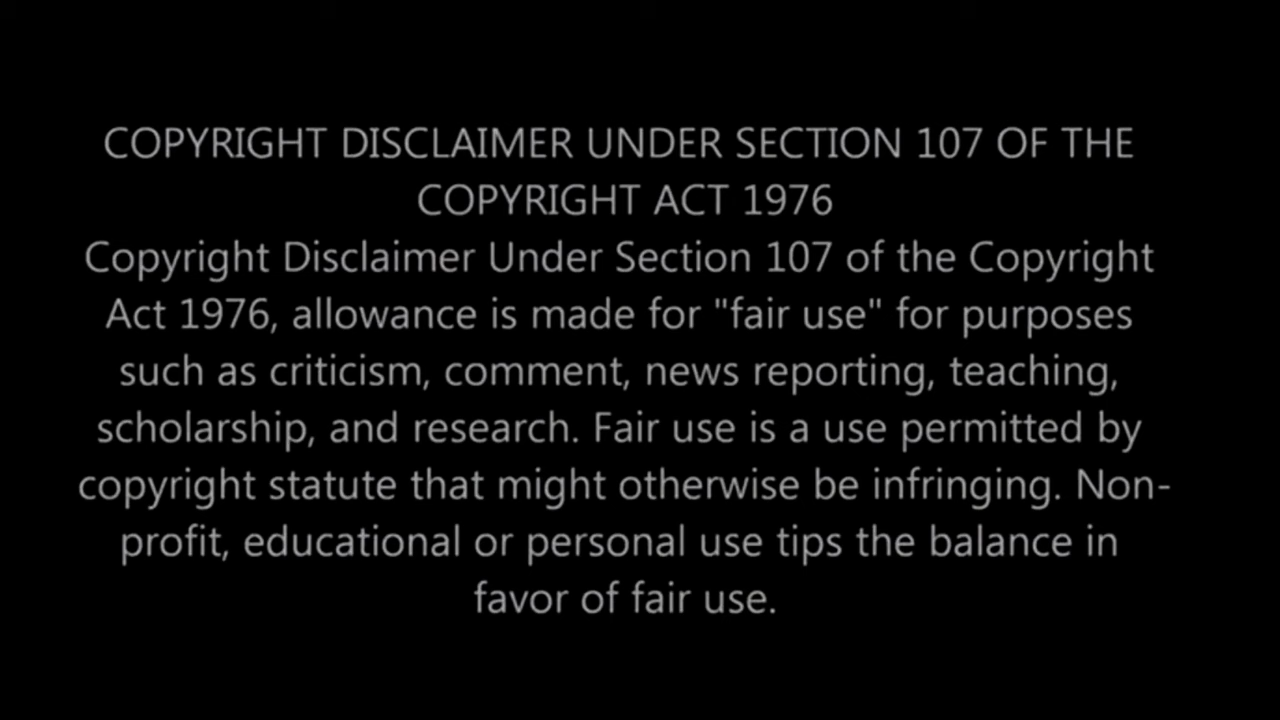 COPYRIGHT DISCLAIMER UNDER SECTION 107 OF THE
COPYRIGHT ACT 1976
Copyright Disclaimer Under Section 107 of the Copyright
Act 1976, allowance is made for "fair use" for purposes
such as criticism, comment, news reporting, teaching,
scholarship, and research. Fair use is a use permitted by
copyright statute that might otherwise be infringing. Non-
profit, educational or personal use tips the balance in
favor of fair use.